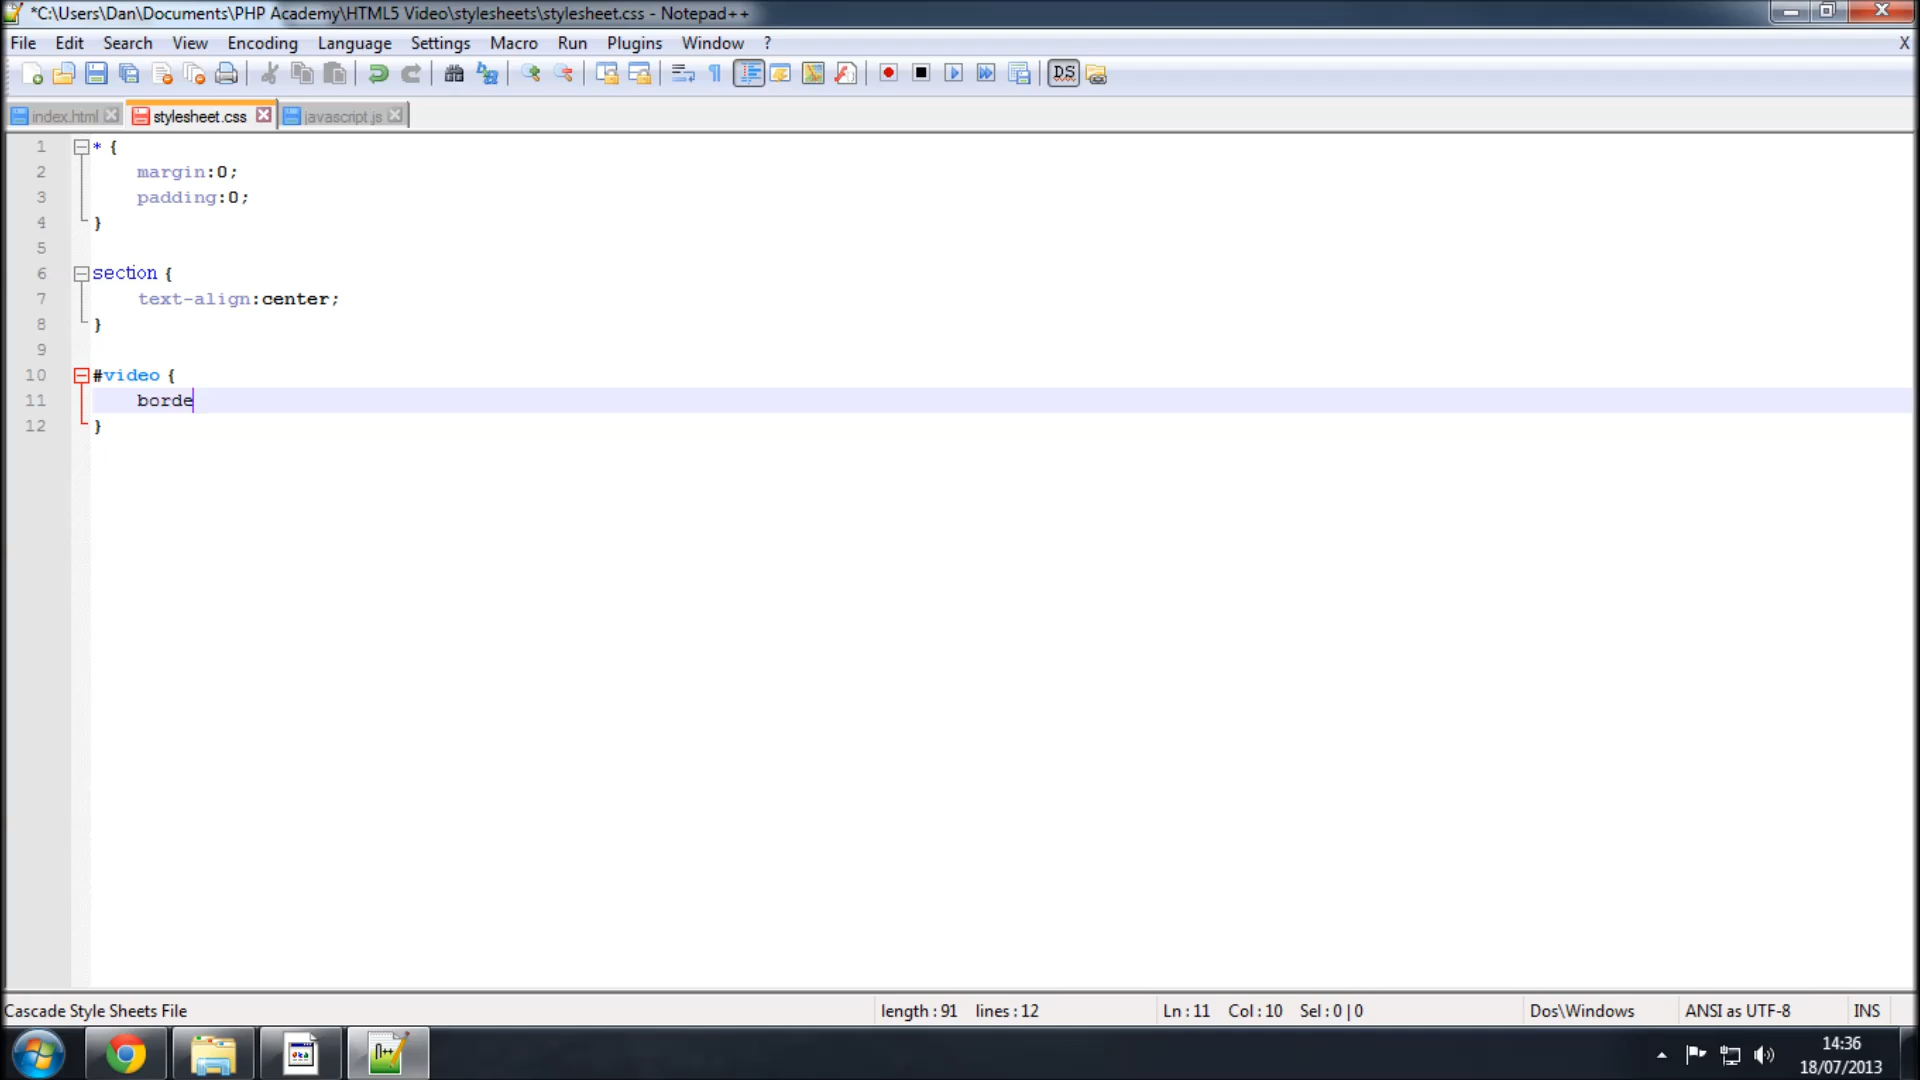 *C:\Users\Dan\Documents\PHP Academy\HTML5 Video\stylesheets\stylesheet.css - Notepad++
File Edit Search View Encoding Language Settings Macro Run Plugins Window ? X
DS
index.html stylesheet.css javascript.js
1 * {
2 margin:0;
3 padding:0;
4 }
5
6 section {
7 text-align:center;
8 }
9
10 #video {
11 borde
12 }
Cascade Style Sheets File length : 91 lines : 12 Ln : 11 Col : 10 Sel : 0 | 0 Dos\Windows ANSI as UTF-8 INS
14:36
18/07/2013